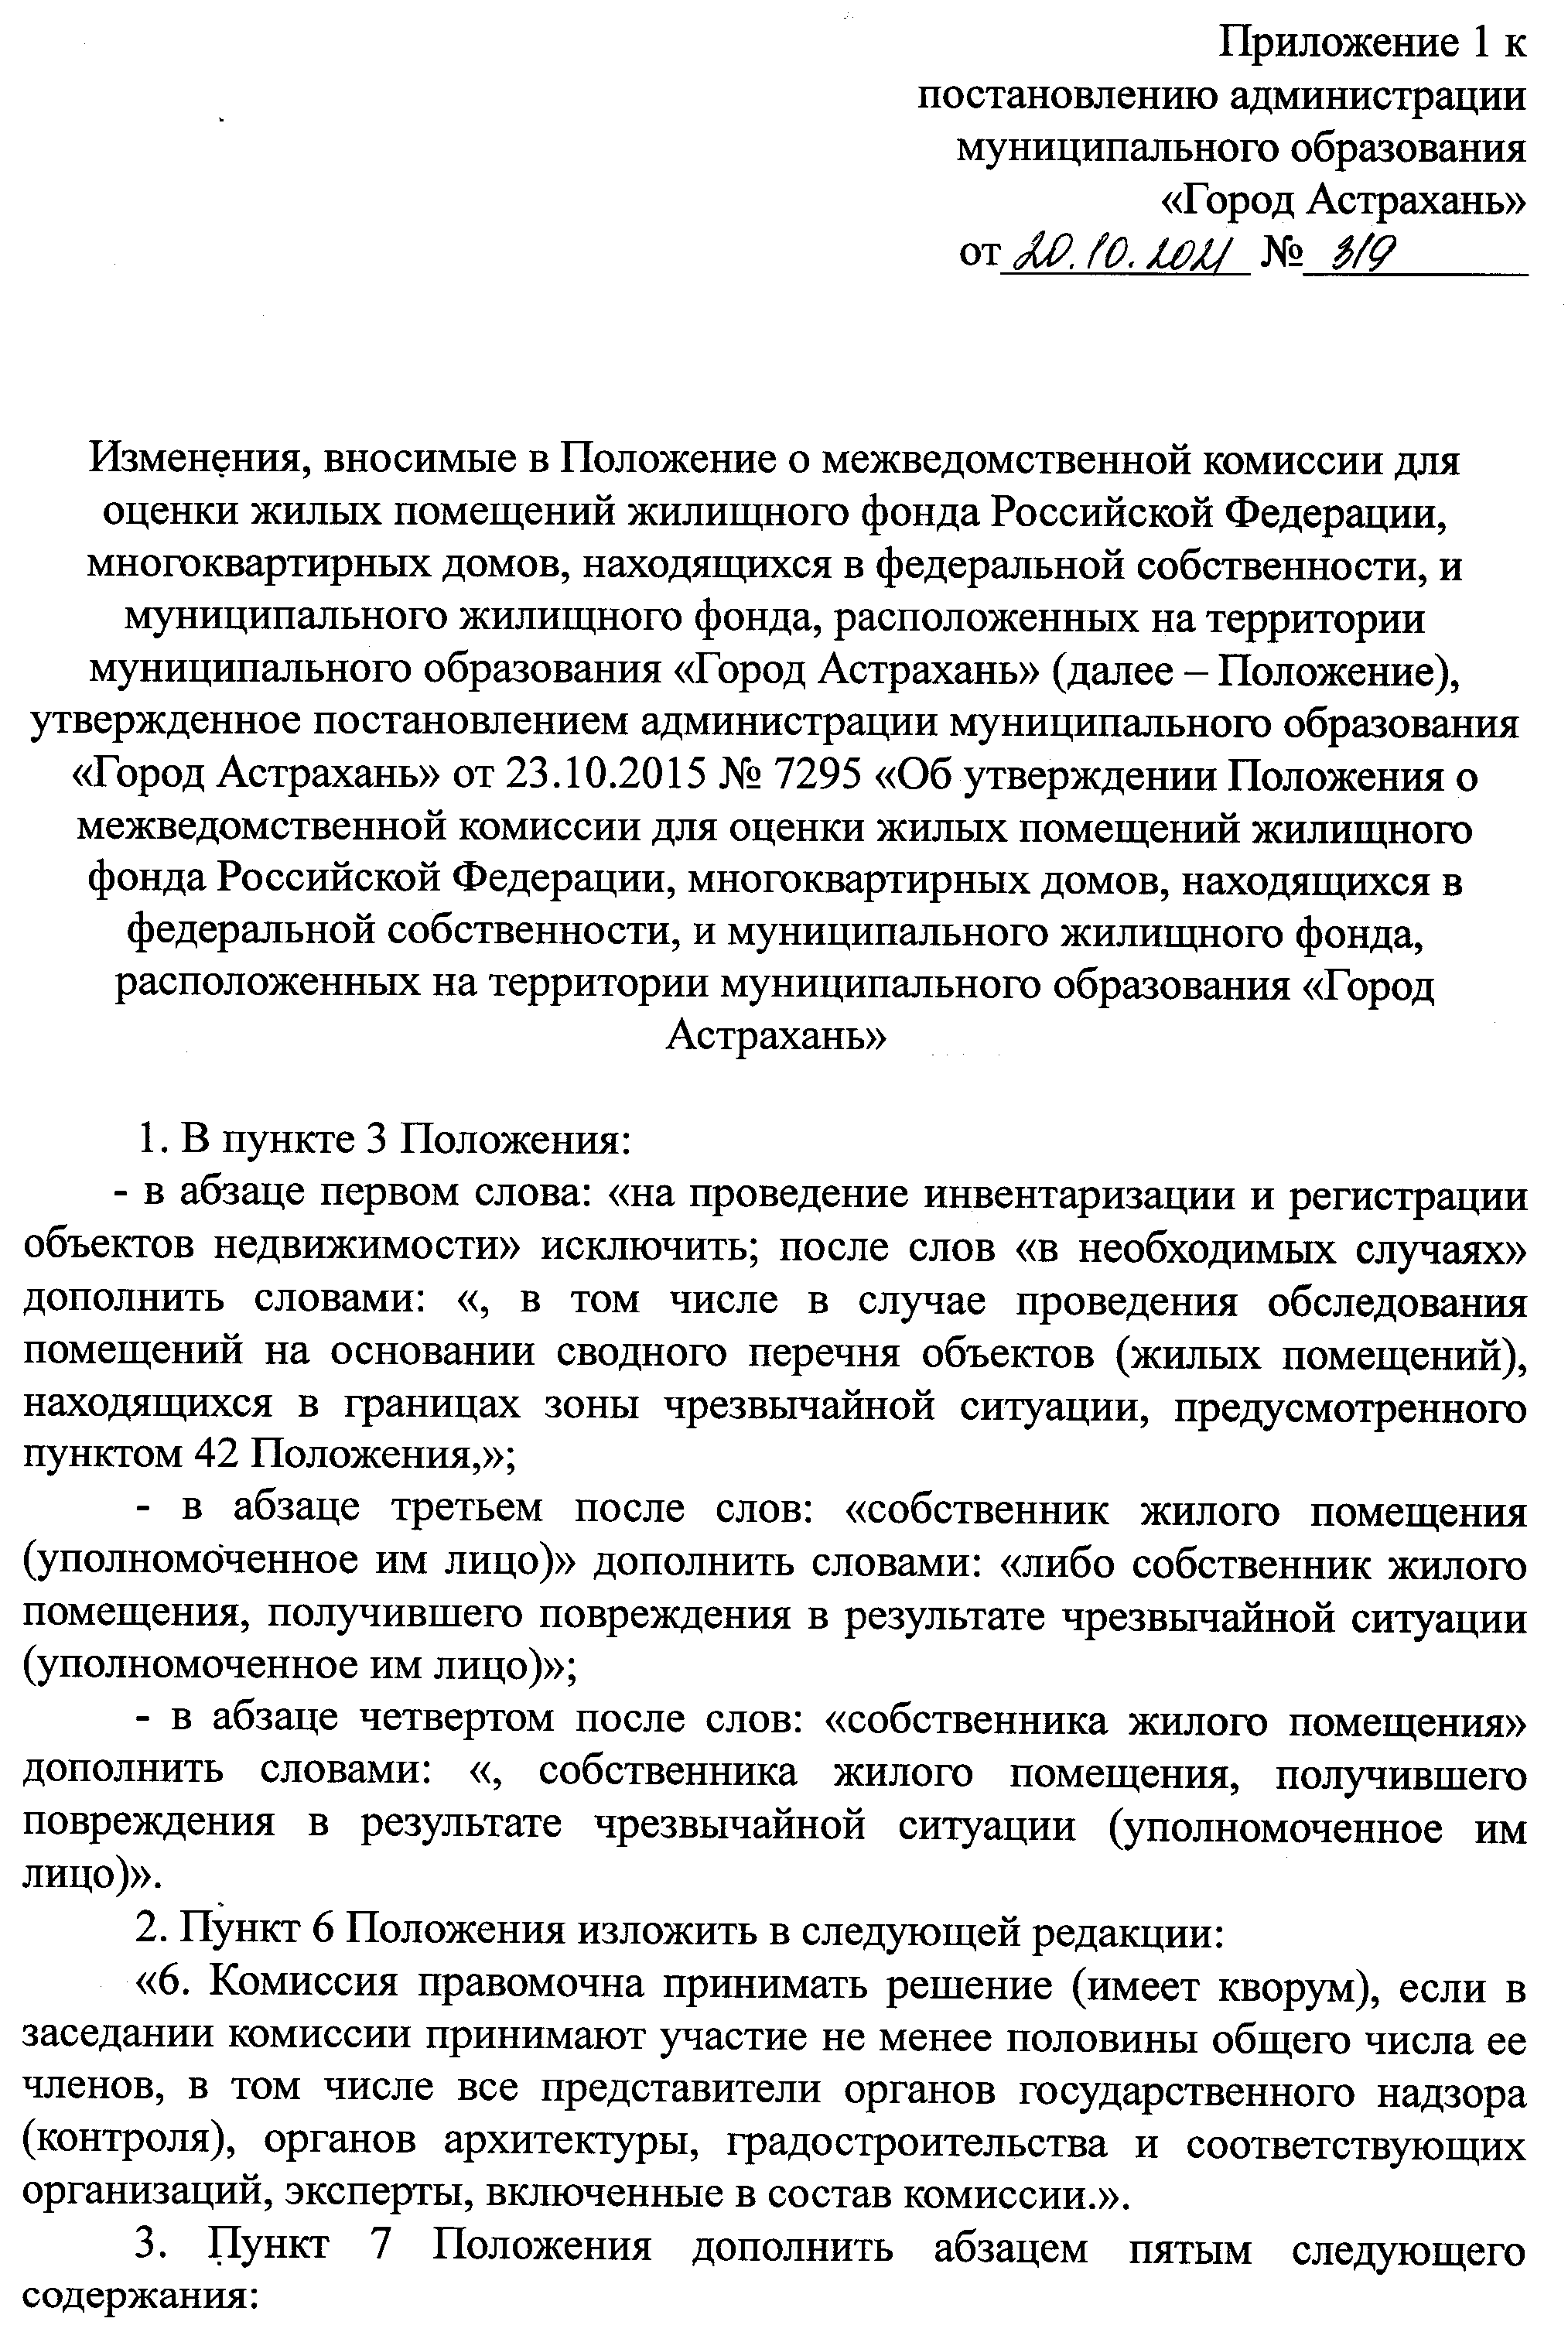 Приложение 1 к
постановлению администрации
муниципального образования
«Город Астрахань»
от 20.10.2021 № 319
Изменения, вносимые в Положение о межведомственной комиссии для
оценки жилых помещений жилищного фонда Российской Федерации,
многоквартирных домов, находящихся в федеральной собственности, и
муниципального жилищного фонда, расположенных на территории
муниципального образования «Город Астрахань» (далее – Положение),
утвержденное постановлением администрации муниципального образования
«Город Астрахань» от 23.10.2015 № 7295 «Об утверждении Положения о
межведомственной комиссии для оценки жилых помещений жилищного
фонда Российской Федерации, многоквартирных домов, находящихся в
федеральной собственности, и муниципального жилищного фонда,
расположенных на территории муниципального образования «Город
Астрахань»
1. В пункте 3 Положения:
- в абзаце первом слова: «на проведение инвентаризации и регистрации
объектов недвижимости» исключить; после слов «в необходимых случаях»
дополнить словами: «, в том числе в случае проведения обследования
помещений на основании сводного перечня объектов (жилых помещений),
находящихся в границах зоны чрезвычайной ситуации, предусмотренного
пунктом 42 Положения,»;
- в абзаце третьем после слов: «собственник жилого помещения
(уполномоченное им лицо)» дополнить словами: «либо собственник жилого
помещения, получившего повреждения в результате чрезвычайной ситуации
(уполномоченное им лицо)»;
- в абзаце четвертом после слов: «собственника жилого помещения»
дополнить словами: «, собственника жилого помещения, получившего
повреждения в результате чрезвычайной ситуации (уполномоченное им
лицо)».
2. Пункт 6 Положения изложить в следующей редакции:
«6. Комиссия правомочна принимать решение (имеет кворум), если в
заседании комиссии принимают участие не менее половины общего числа ее
членов, в том числе все представители органов государственного надзора
(контроля), органов архитектуры, градостроительства и соответствующих
организаций, эксперты, включенные в состав комиссии.».
3. Пункт 7 Положения дополнить абзацем пятым следующего
содержания: